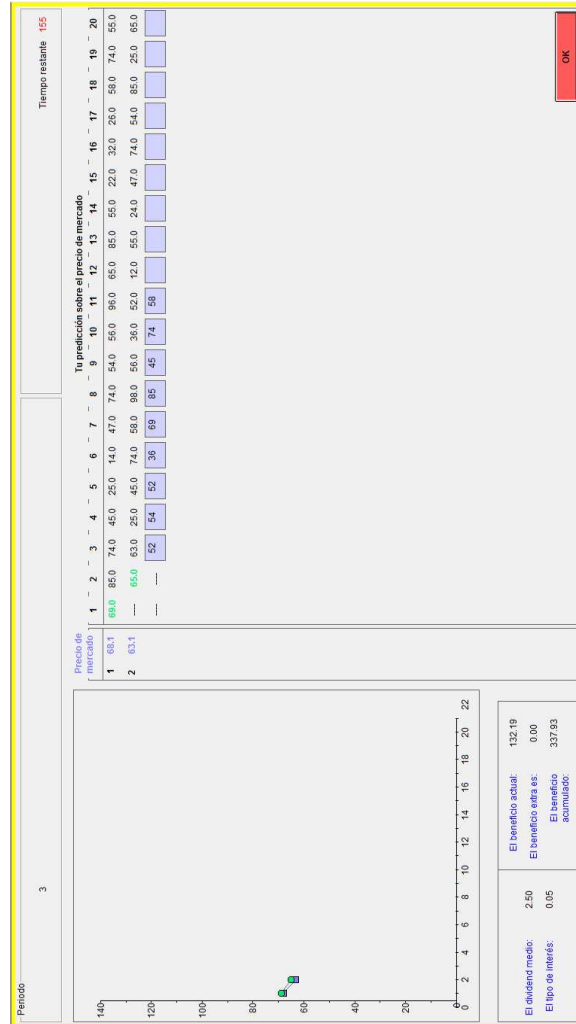 Periodo
3
Tiempo restante 155
140
120
100
80
60
40
20
0
0 2 4 6 8 10 12 14 16 18 20 22
Precio de
mercado
1 68.1
2 63.1
Tu predicción sobre el precio de mercado
1 2 3 4 5 6 7 8 9 10 11 12 13 14 15 16 17 18 19 20
69.0 85.0 74.0 45.0 25.0 14.0 47.0 74.0 54.0 56.0 96.0 65.0 85.0 55.0 22.0 32.0 26.0 58.0 74.0 55.0
---- 65.0 63.0 25.0 45.0 74.0 58.0 98.0 56.0 36.0 52.0 12.0 55.0 24.0 47.0 74.0 54.0 85.0 25.0 65.0
---- ---- 52 54 52 36 69 85 45 74 58
El dividend medio: 2.50
El tipo de interés: 0.05
El beneficio actual: 132.19
El beneficio extra es: 0.00
El beneficio
acumulado: 337.93
OK